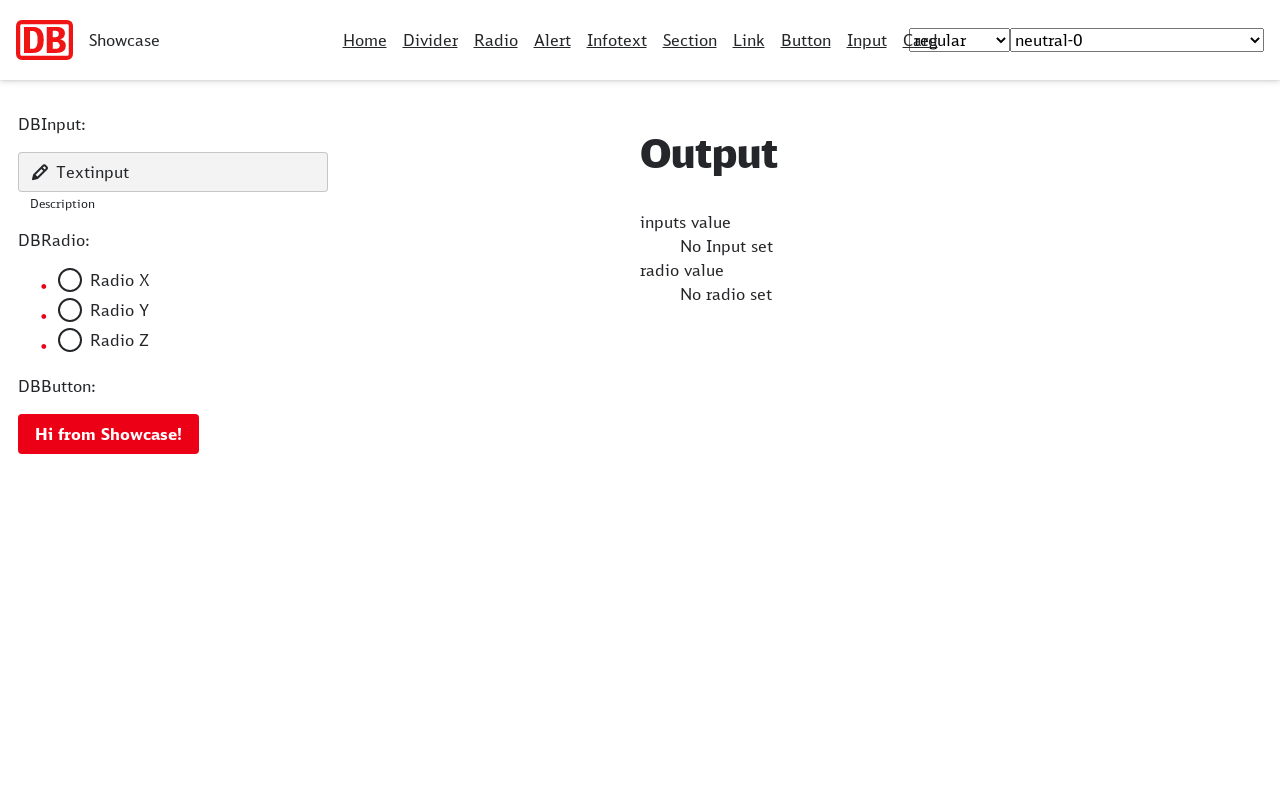 DB Showcase Home Divider Radio Alert Infotext Section Link Button Input Card regular neutral-0
DBInput:
Textinput
Description
DBRadio:
Radio X
Radio Y
Radio Z
DBButton:
Hi from Showcase!
Output
inputs value
No Input set
radio value
No radio set